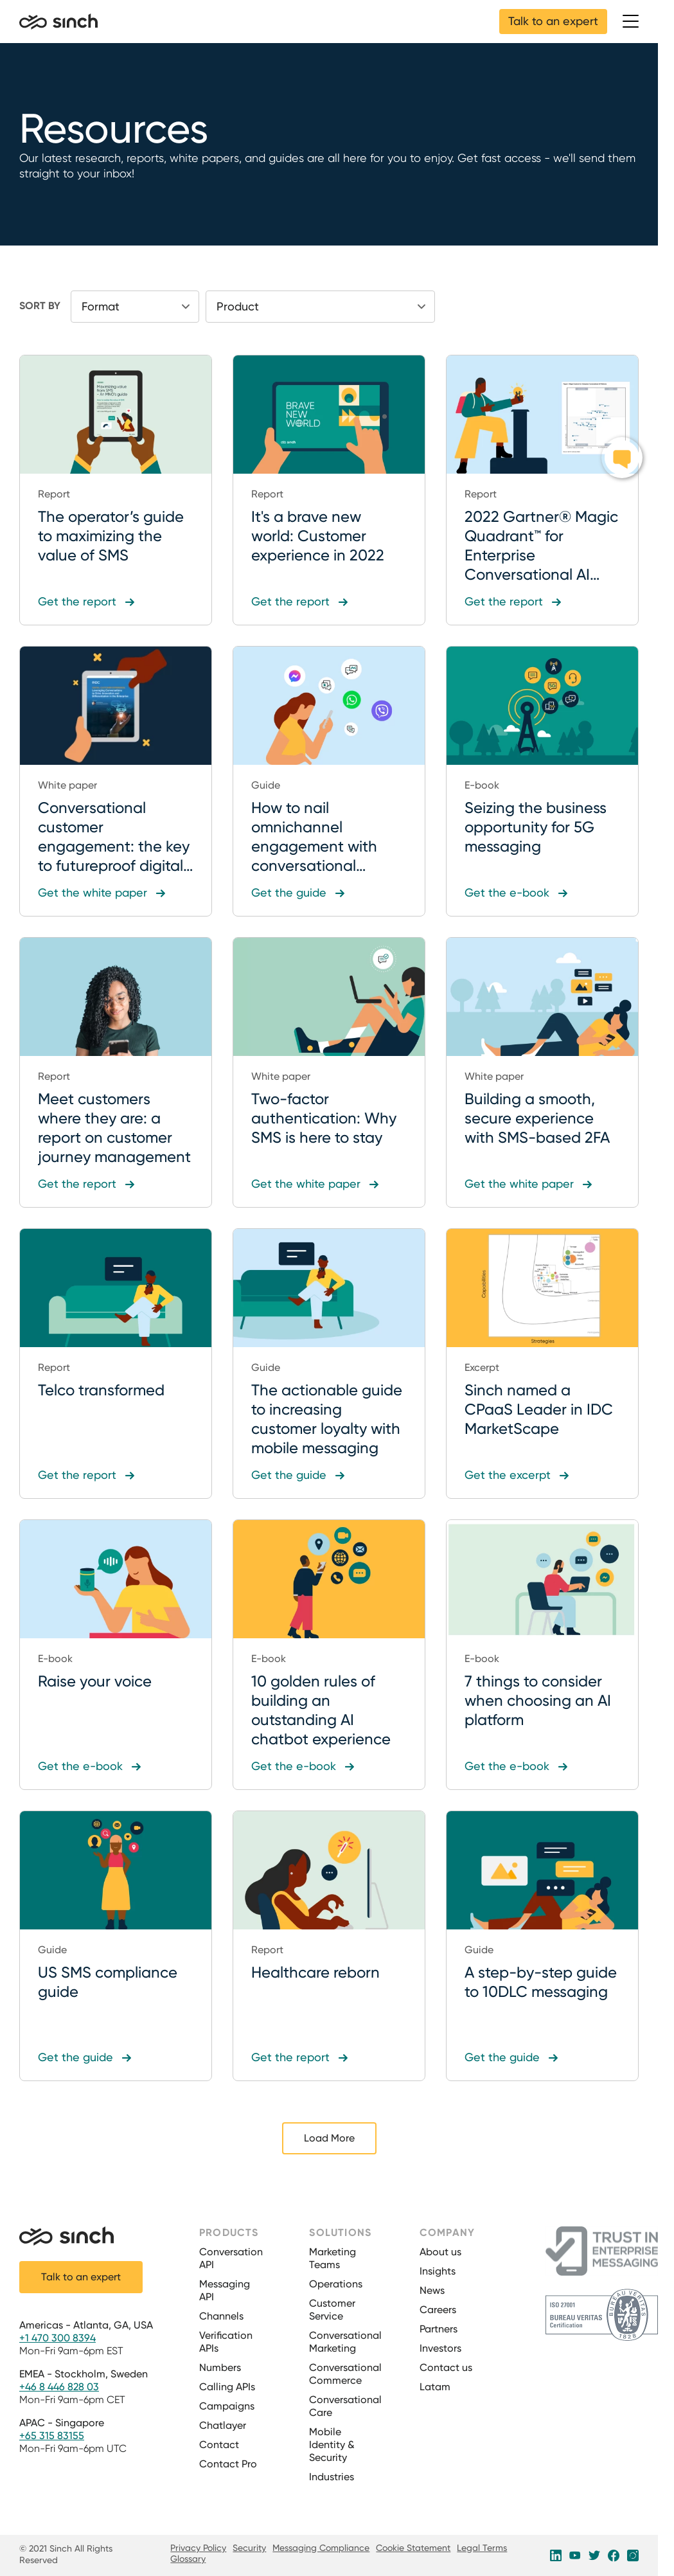 sinch
Talk to an expert
Resources
Our latest research, reports, white papers, and guides are all here for you to enjoy. Get fast access - we'll send them
straight to your inbox!
SORT BY
Format
Product
BRAVE
NEW
WORLD
Report
The operator's guide
to maximizing the
value of SMS
Get the report
Report
It's a brave new
world: Customer
experience in 2022
Get the report
Report
2022 Gartner® Magic
Quadrant™ for
Enterprise
Conversational AI...
Get the report
White paper
Conversational
customer
engagement: the key
to futureproof digital...
Get the white paper
Guide
How to nail
omnichannel
engagement with
conversational...
Get the guide
E-book
Seizing the business
opportunity for 5G
messaging
Get the e-book
Report
Meet customers
where they are: a
report on customer
journey management
Get the report
White paper
Two-factor
authentication: Why
SMS is here to stay
Get the white paper
White paper
Building a smooth,
secure experience
with SMS-based 2FA
Get the white paper
Capabilities
Strategies
Report
Telco transformed
Get the report
Guide
The actionable guide
to increasing
customer loyalty with
mobile messaging
Get the guide
Excerpt
Sinch named a
CPaaS Leader in IDC
MarketScape
Get the excerpt
E-book
Raise your voice
Get the e-book
E-book
10 golden rules of
building an
outstanding AI
chatbot experience
Get the e-book
E-book
7 things to consider
when choosing an AI
platform
Get the e-book
Guide
US SMS compliance
guide
Get the guide
Report
Healthcare reborn
Get the report
Guide
A step-by-step guide
to 10DLC messaging
Get the guide
Load More
sinch
Talk to an expert
Americas - Atlanta, GA, USA
+1 470 300 8394
Mon-Fri 9am-6pm EST
EMEA - Stockholm, Sweden
+46 8 446 828 03
Mon-Fri 9am-6pm CET
APAC - Singapore
+65 315 83155
Mon-Fri 9am-6pm UTC
PRODUCTS
Conversation
API
Messaging
API
Channels
Verification
APIs
Numbers
Calling APIs
Campaigns
Chatlayer
Contact
Contact Pro
SOLUTIONS
Marketing
Teams
Operations
Customer
Service
Conversational
Marketing
Conversational
Commerce
Conversational
Care
Mobile
Identity &
Security
Industries
COMPANY
About us
Insights
News
Careers
Partners
Investors
Contact us
Latam
TRUST IN
ENTERPRISE
MESSAGING
ISO 27001
BUREAU VERITAS
Certification
BUREAU VERITAS
1828
© 2021 Sinch All Rights
Reserved
Privacy Policy Security Messaging Compliance Cookie Statement Legal Terms
Glossary